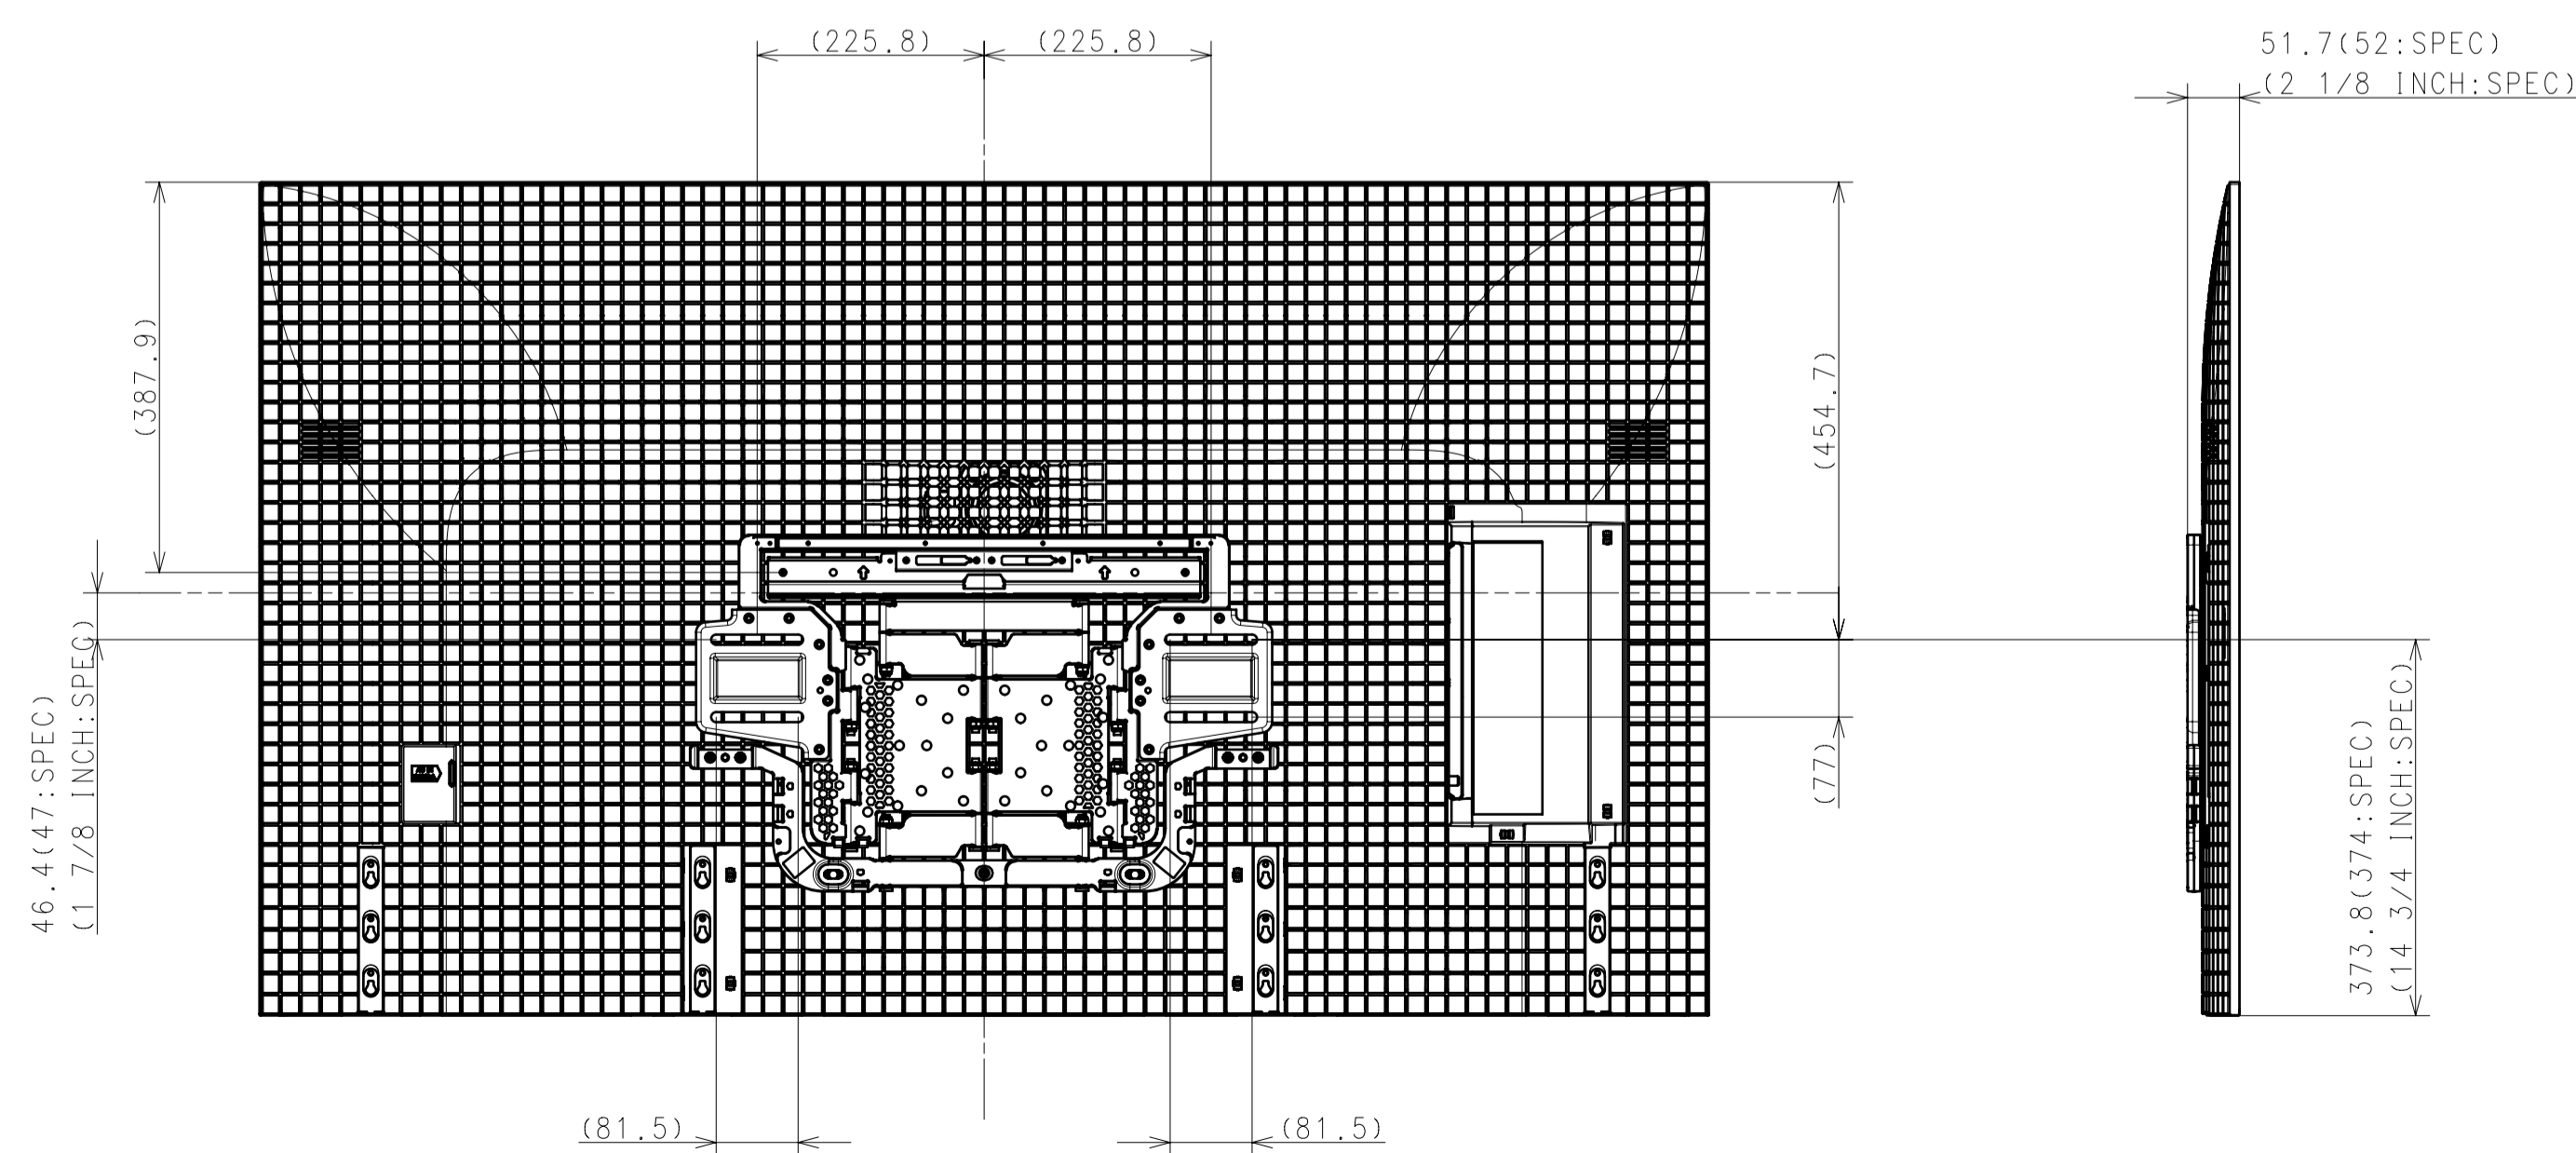 (225.8)
(225.8)
51.7(52:SPEC)
(2 1/8 INCH:SPEC)
(387.9)
(454.7)
46.4(47:SPEC)
(1 7/8 INCH:SPEC)
(77)
373.8(374:SPEC)
(14 3/4 INCH:SPEC)
(81.5)
(81.5)